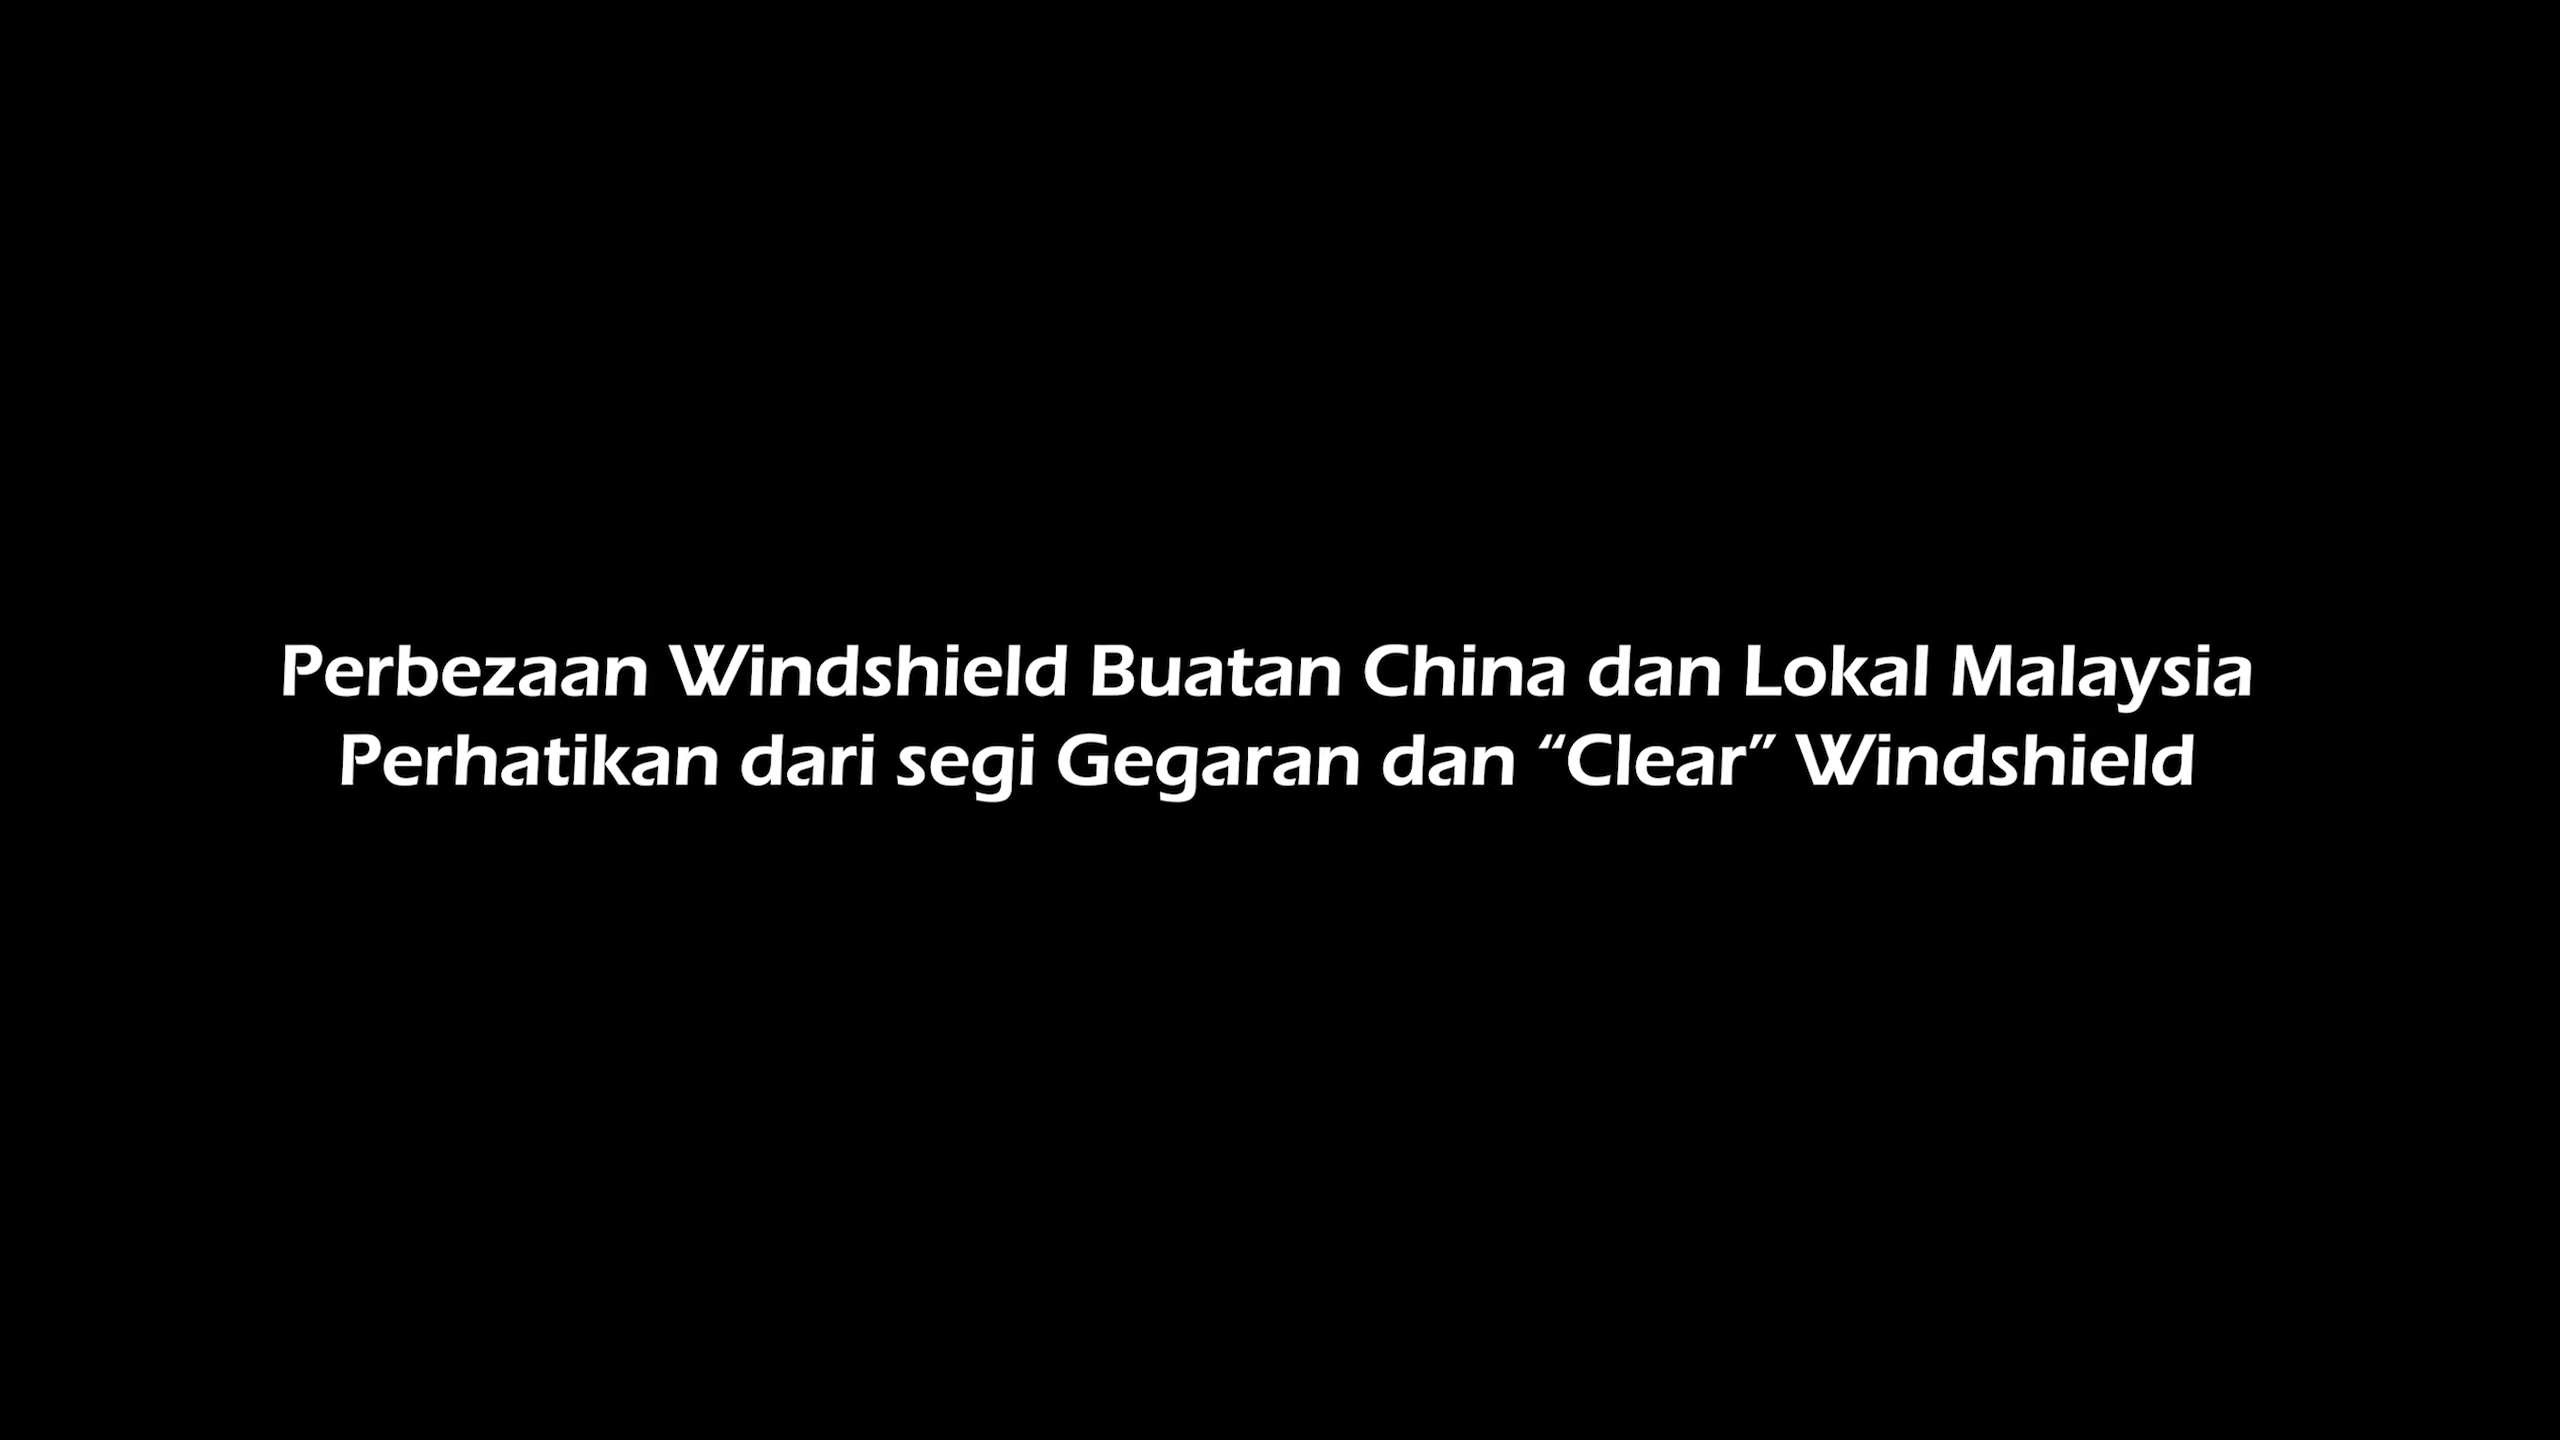 Perbezaan Windshield Buatan China dan Lokal Malaysia
Perhatikan dari segi Gegaran dan “Clear” Windshield